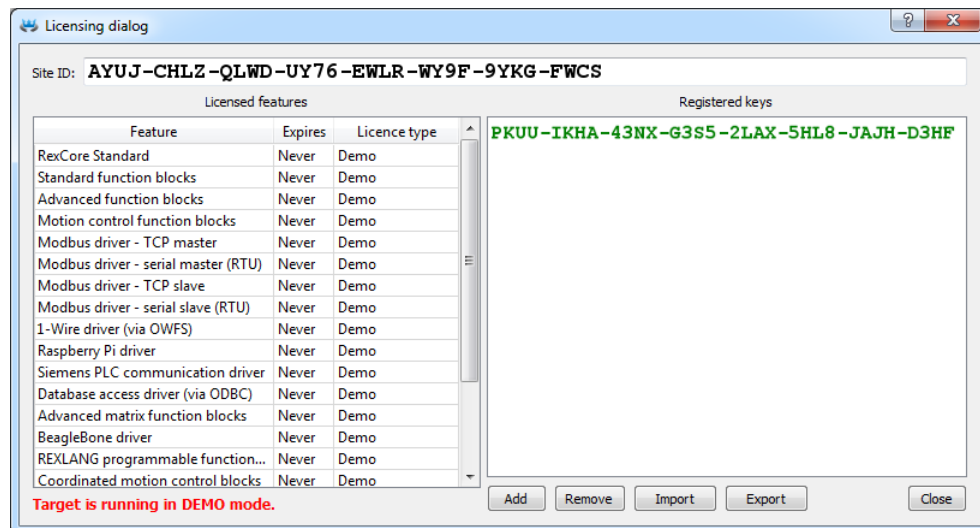 Licensing dialog
Site ID: AYUJ-CHLZ-QLWD-UY76-EWLR-WY9F-9YKG-FWCS
Licensed features
Registered keys
Feature Expires Licence type
RexCore Standard Never Demo
Standard function blocks Never Demo
Advanced function blocks Never Demo
Motion control function blocks Never Demo
Modbus driver - TCP master Never Demo
Modbus driver - serial master (RTU) Never Demo
Modbus driver - TCP slave Never Demo
Modbus driver - serial slave (RTU) Never Demo
1-Wire driver (via OWFS) Never Demo
Raspberry Pi driver Never Demo
Siemens PLC communication driver Never Demo
Database access driver (via ODBC) Never Demo
Advanced matrix function blocks Never Demo
BeagleBone driver Never Demo
REXLANG programmable function... Never Demo
Coordinated motion control blocks Never Demo
PKUU-IKHA-43NX-G3S5-2LAX-5HL8-JAJH-D3HF
Target is running in DEMO mode.
Add Remove Import Export Close